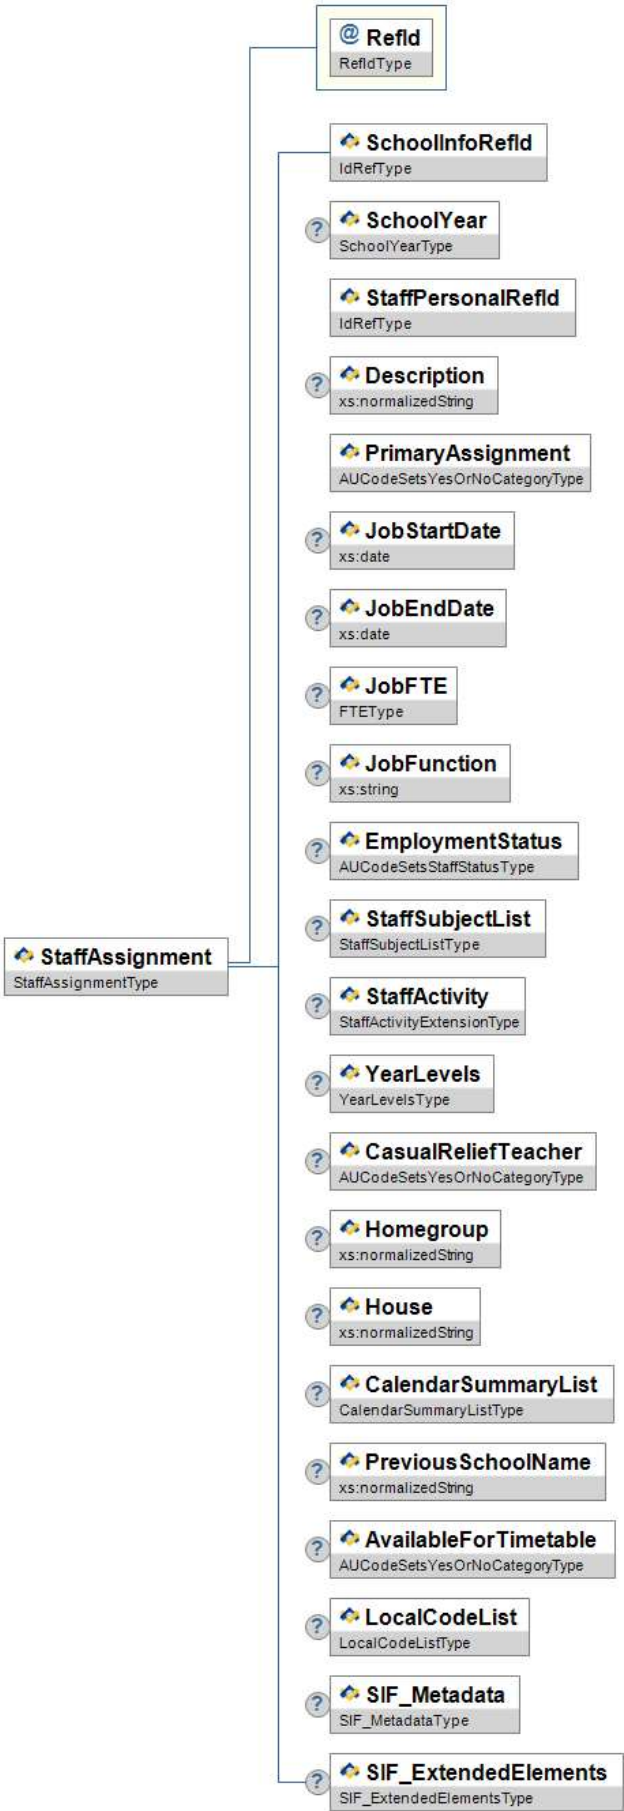 @ RefId
RefIdType
SchoolInfoRefId
IdRefType
? SchoolYear
SchoolYearType
StaffPersonalRefId
IdRefType
? Description
xs:normalizedString
PrimaryAssignment
AUCodeSetsYesOrNoCategoryType
? JobStartDate
xs:date
? JobEndDate
xs:date
? JobFTE
FTEType
? JobFunction
xs:string
? EmploymentStatus
AUCodeSetsStaffStatusType
? StaffSubjectList
StaffSubjectListType
StaffAssignment
StaffAssignmentType
? StaffActivity
StaffActivityExtensionType
? YearLevels
YearLevelsType
? CasualReliefTeacher
AUCodeSetsYesOrNoCategoryType
? Homegroup
xs:normalizedString
? House
xs:normalizedString
? CalendarSummaryList
CalendarSummaryListType
? PreviousSchoolName
xs:normalizedString
? AvailableForTimetable
AUCodeSetsYesOrNoCategoryType
? LocalCodeList
LocalCodeListType
? SIF_Metadata
SIF_MetadataType
? SIF_ExtendedElements
SIF_ExtendedElementsType